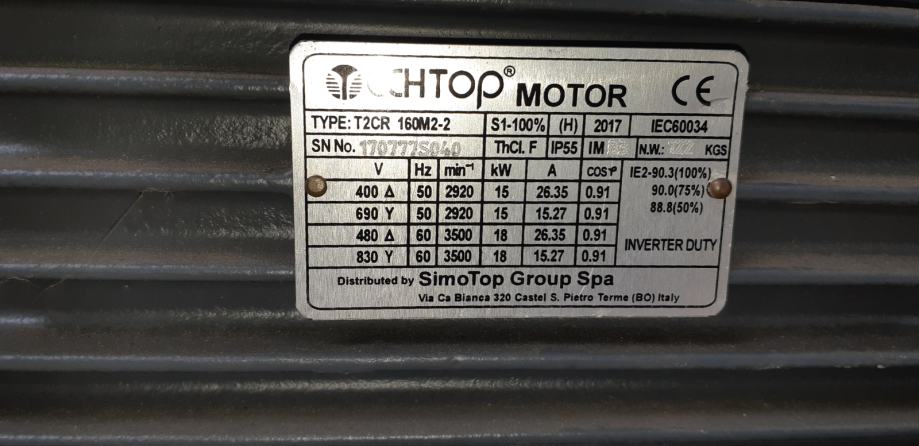 CHTOP® MOTOR CE
TYPE: T2CR 160M2-2 S1-100% (H) 2017 IEC60034
SN No. 170777S040 ThCl. F IP55 IM N.W.: KGS
V Hz min⁻¹ kW A cosφ IE2-90.3(100%)
400 Δ 50 2920 15 26.35 0.91 90.0(75%)
690 Y 50 2920 15 15.27 0.91 88.8(50%)
480 Δ 60 3500 18 26.35 0.91 INVERTER DUTY
830 Y 60 3500 18 15.27 0.91
Distributed by SimoTop Group Spa
Via Ca Bianca 320 Castel S. Pietro Terme (BO) Italy